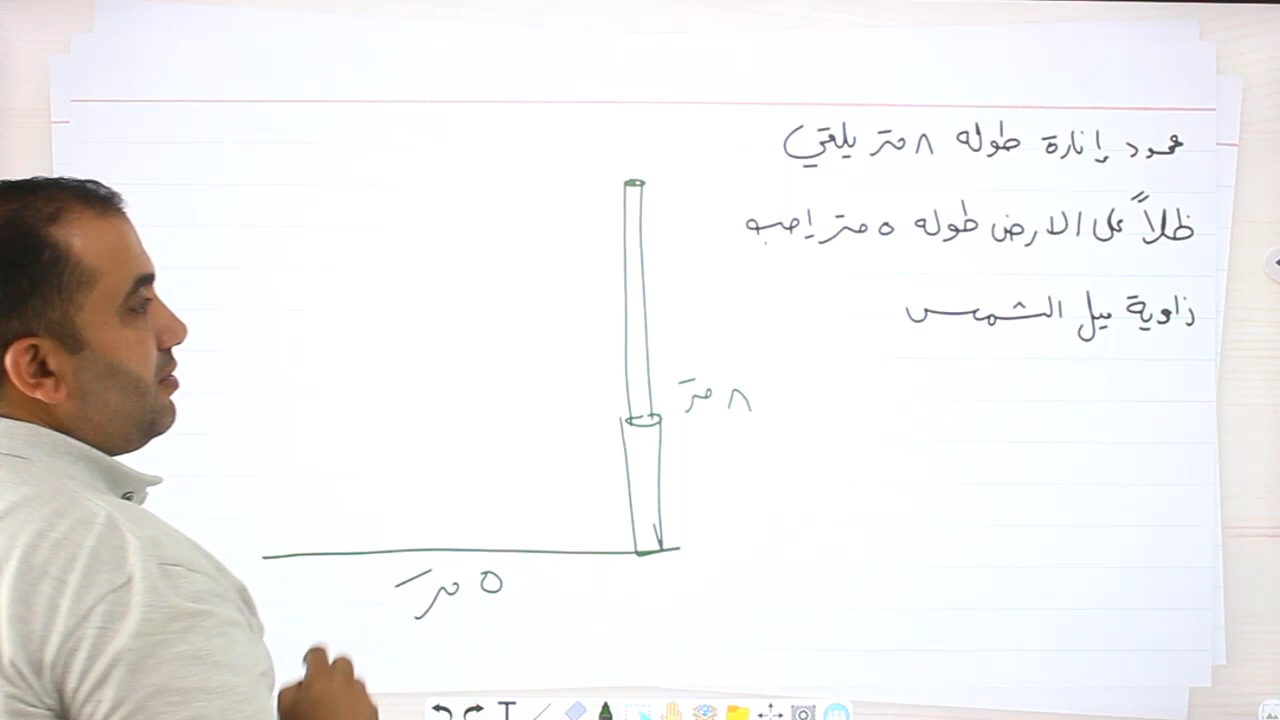 عمود إنارة طوله ٨ متر يلقي
ظلاً على الارض طوله ٥ متر إحسب
زاوية ميل الشمس
٨ متر
٥ متر
T